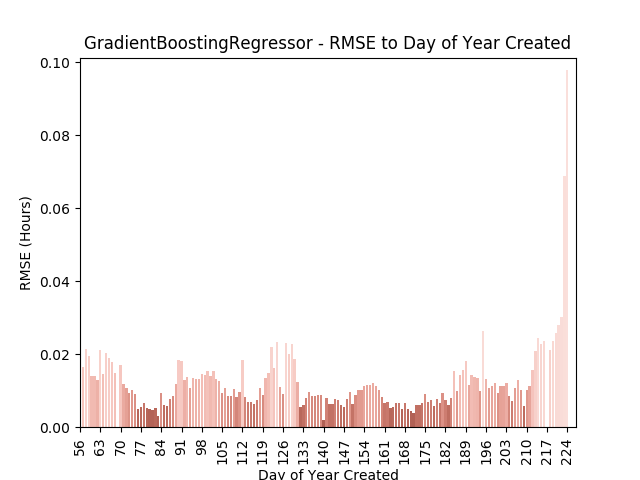 GradientBoostingRegressor - RMSE to Day of Year Created
0.10
0.08
0.06
0.04
0.02
0.00
RMSE (Hours)
56 63 70 77 84 91 98 105 112 119 126 133 140 147 154 161 168 175 182 189 196 203 210 217 224
Day of Year Created